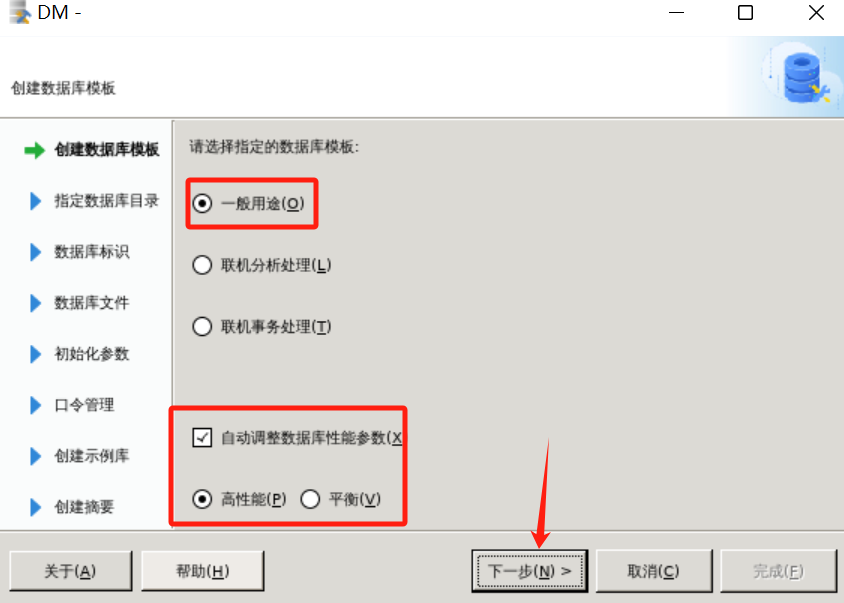 DM -
创建数据库模板
创建数据库模板
指定数据库目录
数据库标识
数据库文件
初始化参数
口令管理
创建示例库
创建摘要
请选择指定的数据库模板:
一般用途(O)
联机分析处理(L)
联机事务处理(T)
自动调整数据库性能参数(X
高性能(P) 平衡(V)
关于(A) 帮助(H) 下一步(N) > 取消(C) 完成(F)